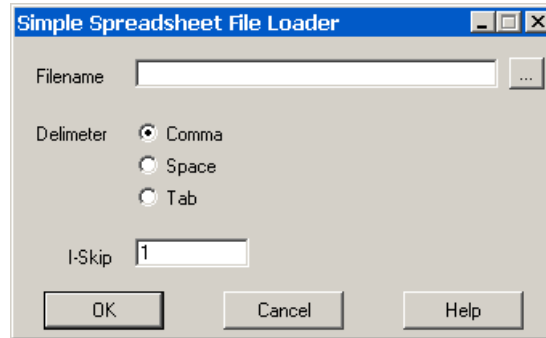 Simple Spreadsheet File Loader
Filename
...
Delimeter
Comma
Space
Tab
I-Skip 1
OK Cancel Help